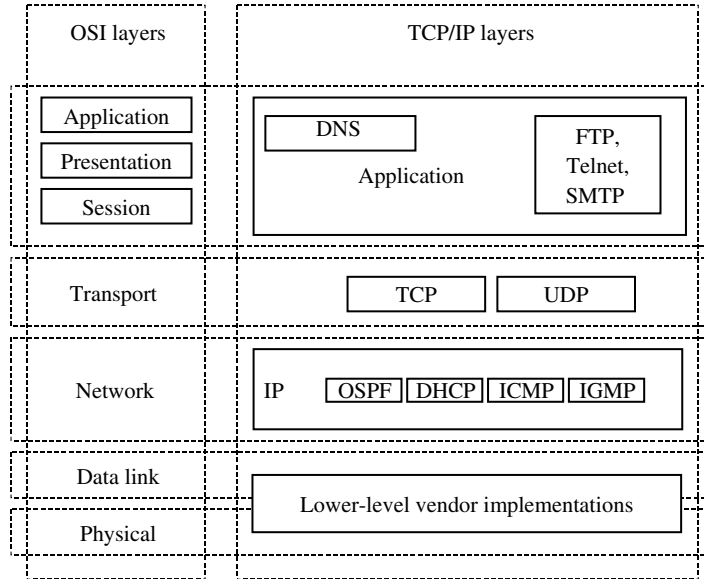 OSI layers
TCP/IP layers
Application
Presentation
Session
DNS
Application
FTP,
Telnet,
SMTP
Transport
TCP
UDP
Network
IP
OSPF
DHCP
ICMP
IGMP
Data link
Physical
Lower-level vendor implementations